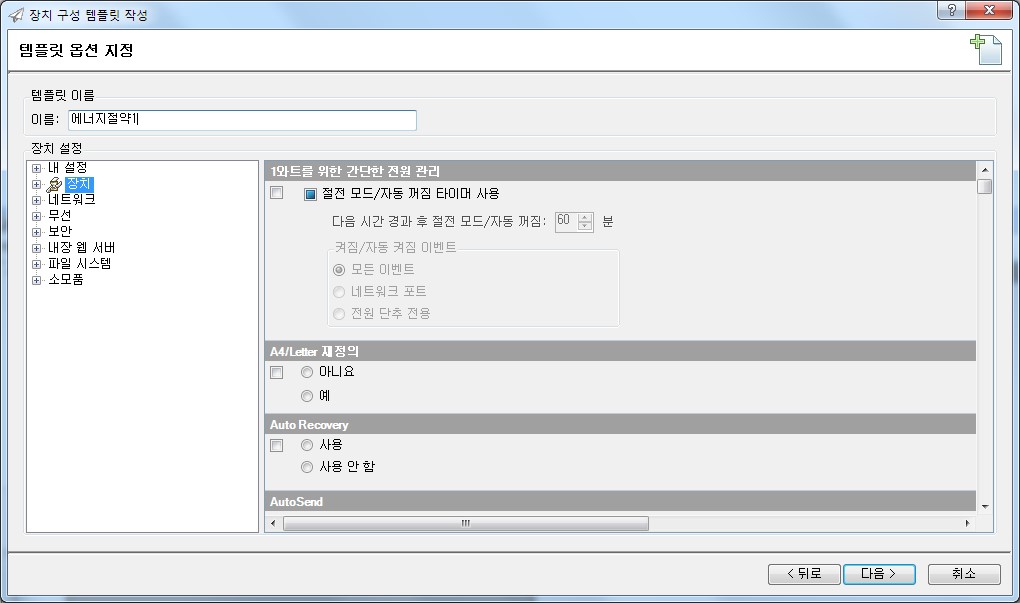 장치 구성 템플릿 작성
템플릿 옵션 지정
템플릿 이름
이름: 에너지절약1
장치 설정
내 설정
장치
네트워크
무선
보안
내장 웹 서버
파일 시스템
소모품
1와트를 위한 간단한 전원 관리
절전 모드/자동 꺼짐 타이머 사용
다음 시간 경과 후 절전 모드/자동 꺼짐: 60 분
켜짐/자동 켜짐 이벤트
모든 이벤트
네트워크 포트
전원 단추 전용
A4/Letter 재정의
아니요
예
Auto Recovery
사용
사용 안 함
AutoSend
< 뒤로 다음 > 취소